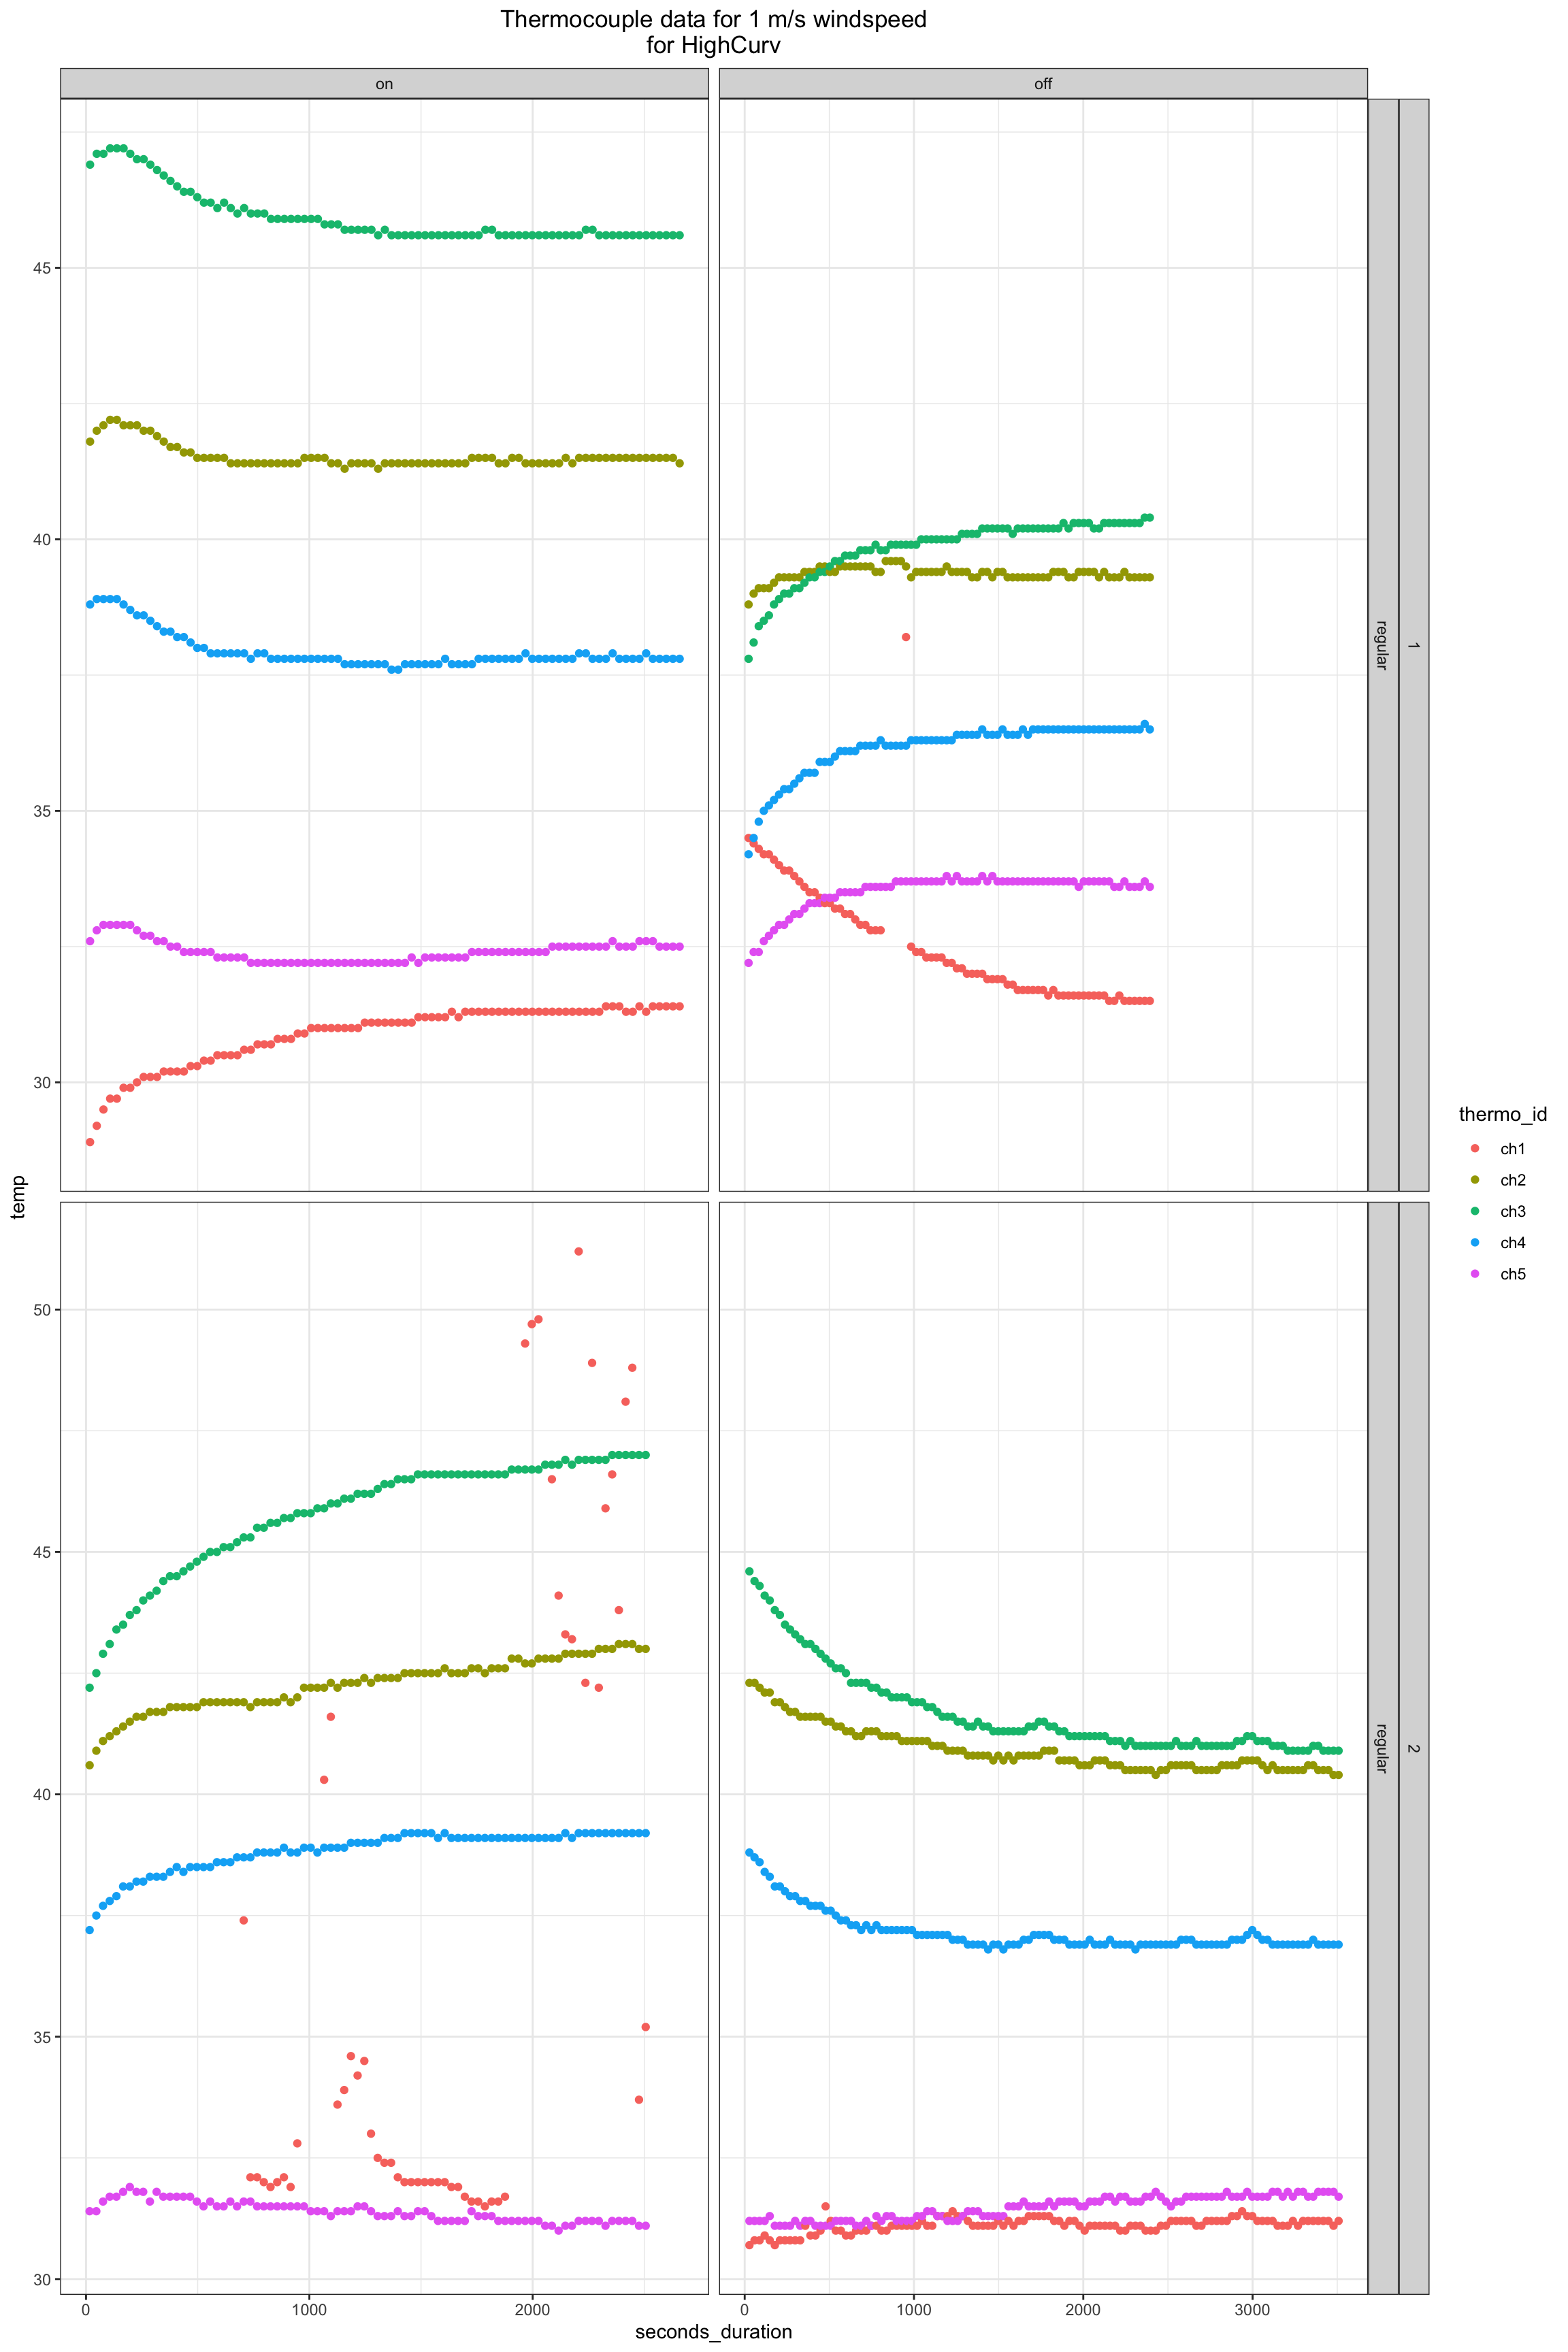 Thermocouple data for 1 m/s windspeed
for HighCurv
on
off
45
40
35
30
regular
1
temp
50
45
40
35
30
regular
2
0
1000
2000
0
1000
2000
3000
seconds_duration
thermo_id
ch1
ch2
ch3
ch4
ch5